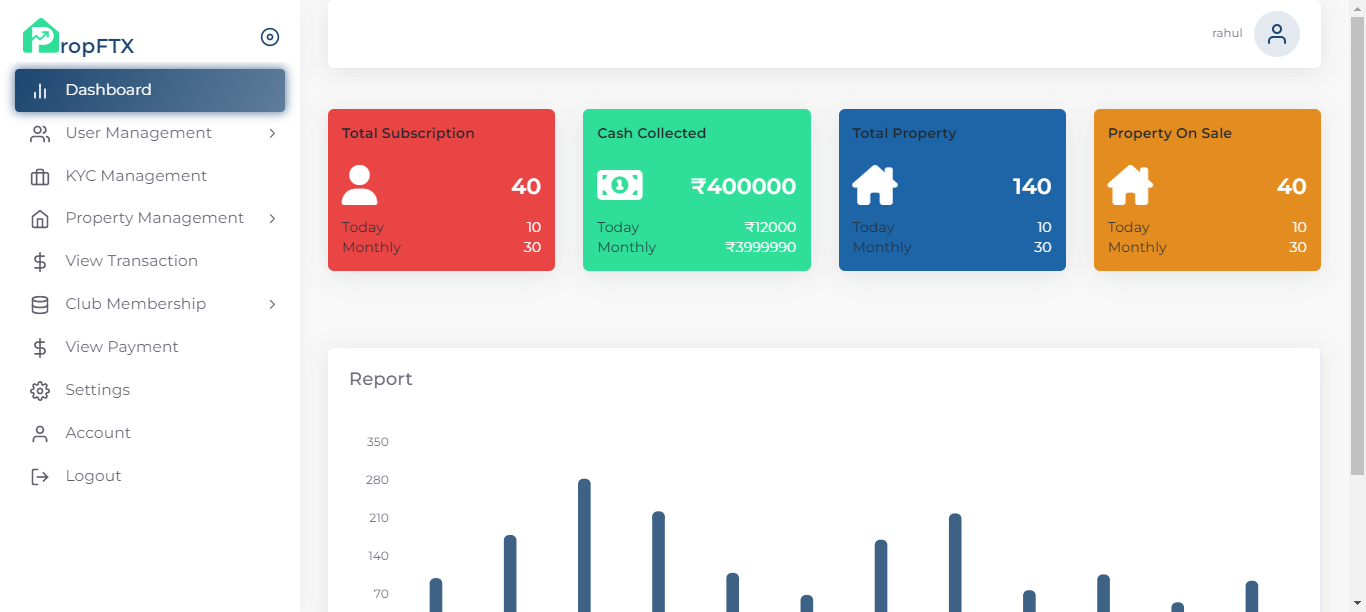 PropFTX
Dashboard
User Management
KYC Management
Property Management
View Transaction
Club Membership
View Payment
Settings
Account
Logout
rahul
Total Subscription
40
Today 10
Monthly 30
Cash Collected
₹400000
Today ₹12000
Monthly ₹3999990
Total Property
140
Today 10
Monthly 30
Property On Sale
40
Today 10
Monthly 30
Report
350
280
210
140
70